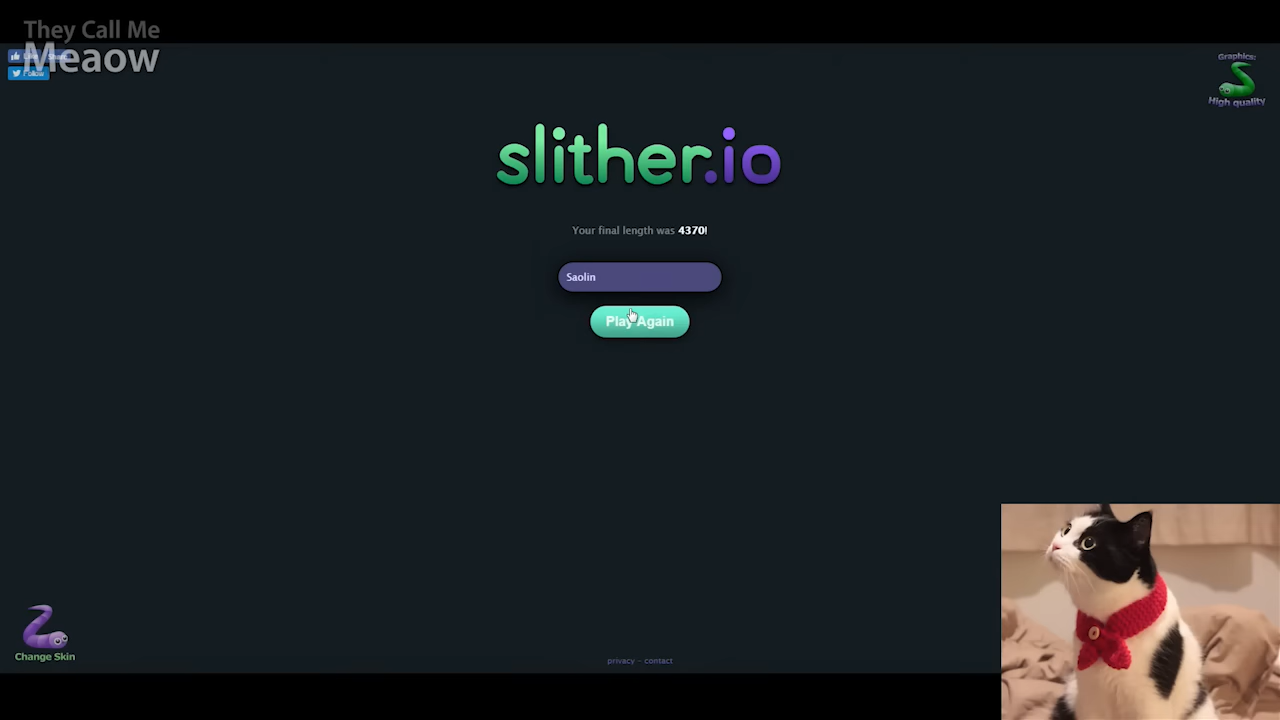 They Call Me
Meaow
Follow
Graphics:
High quality
slither.io
Your final length was 4370!
Saolin
Play Again
Change Skin
privacy - contact